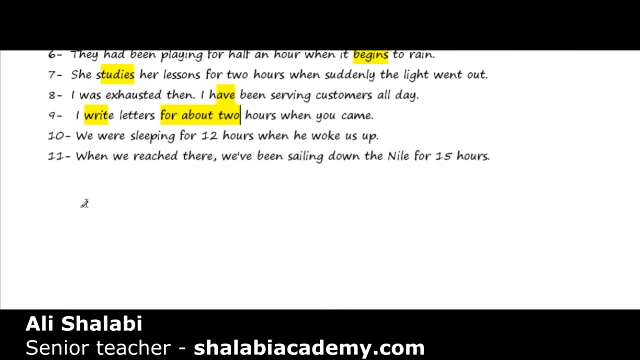 6- They had been playing for half an hour when it begins to rain.
7- She studies her lessons for two hours when suddenly the light went out.
8- I was exhausted then. I have been serving customers all day.
9- I write letters for about two hours when you came.
10- We were sleeping for 12 hours when he woke us up.
11- When we reached there, we've been sailing down the Nile for 15 hours.
Ali Shalabi
Senior teacher - shalabiacademy.com